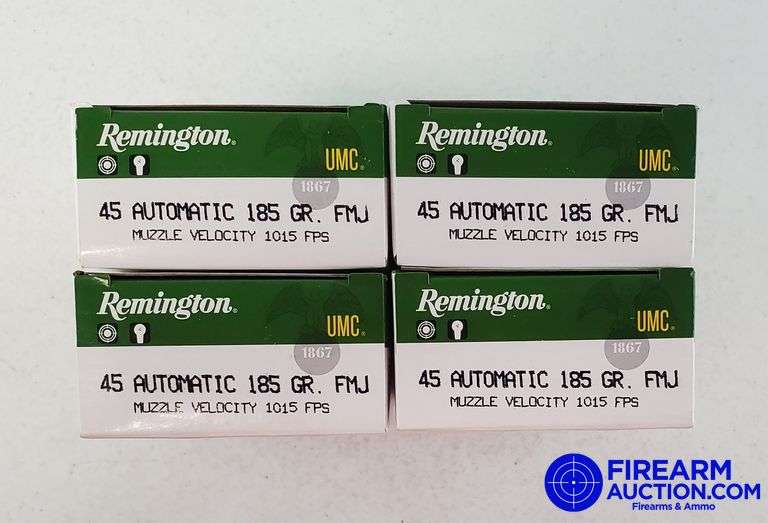 Remington®
UMC®
1867
45 AUTOMATIC 185 GR. FMJ
MUZZLE VELOCITY 1015 FPS
Remington®
UMC®
1867
45 AUTOMATIC 185 GR. FMJ
MUZZLE VELOCITY 1015 FPS
Remington®
UMC®
1867
45 AUTOMATIC 185 GR. FMJ
MUZZLE VELOCITY 1015 FPS
Remington®
UMC®
1867
45 AUTOMATIC 185 GR. FMJ
MUZZLE VELOCITY 1015 FPS
FIREARM
AUCTION.COM
Firearms & Ammo